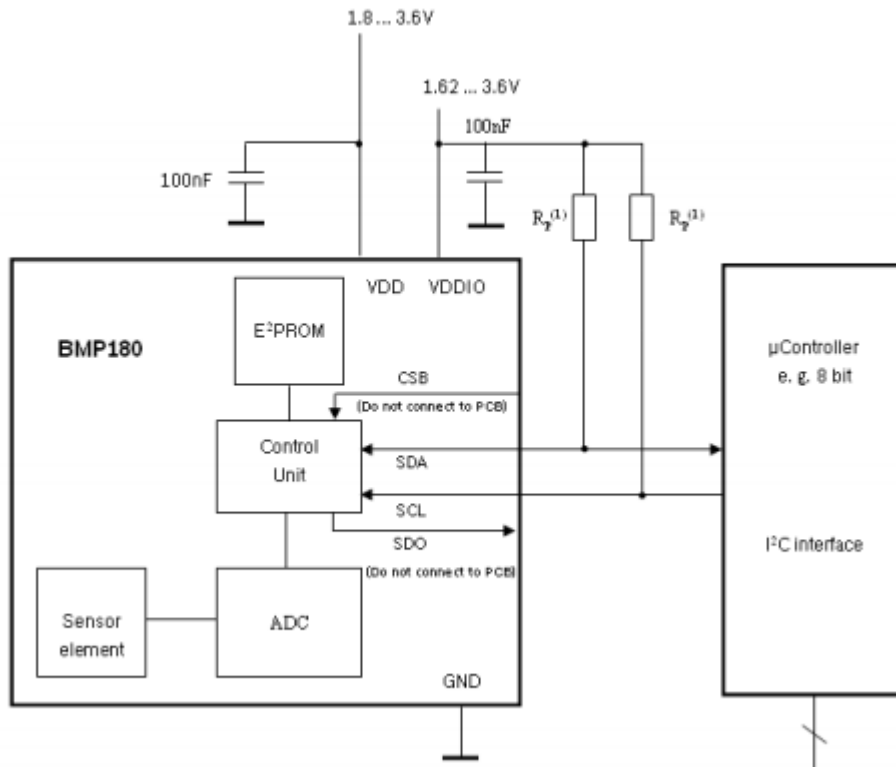 1.8 ... 3.6V
1.62 ... 3.6V
100nF
100nF
R?⁽¹⁾
R?⁽¹⁾
VDD
VDDIO
E²PROM
BMP180
µController
e. g. 8 bit
CSB
(Do not connect to PCB)
Control
Unit
SDA
SCL
SDO
(Do not connect to PCB)
I²C interface
Sensor
element
ADC
GND